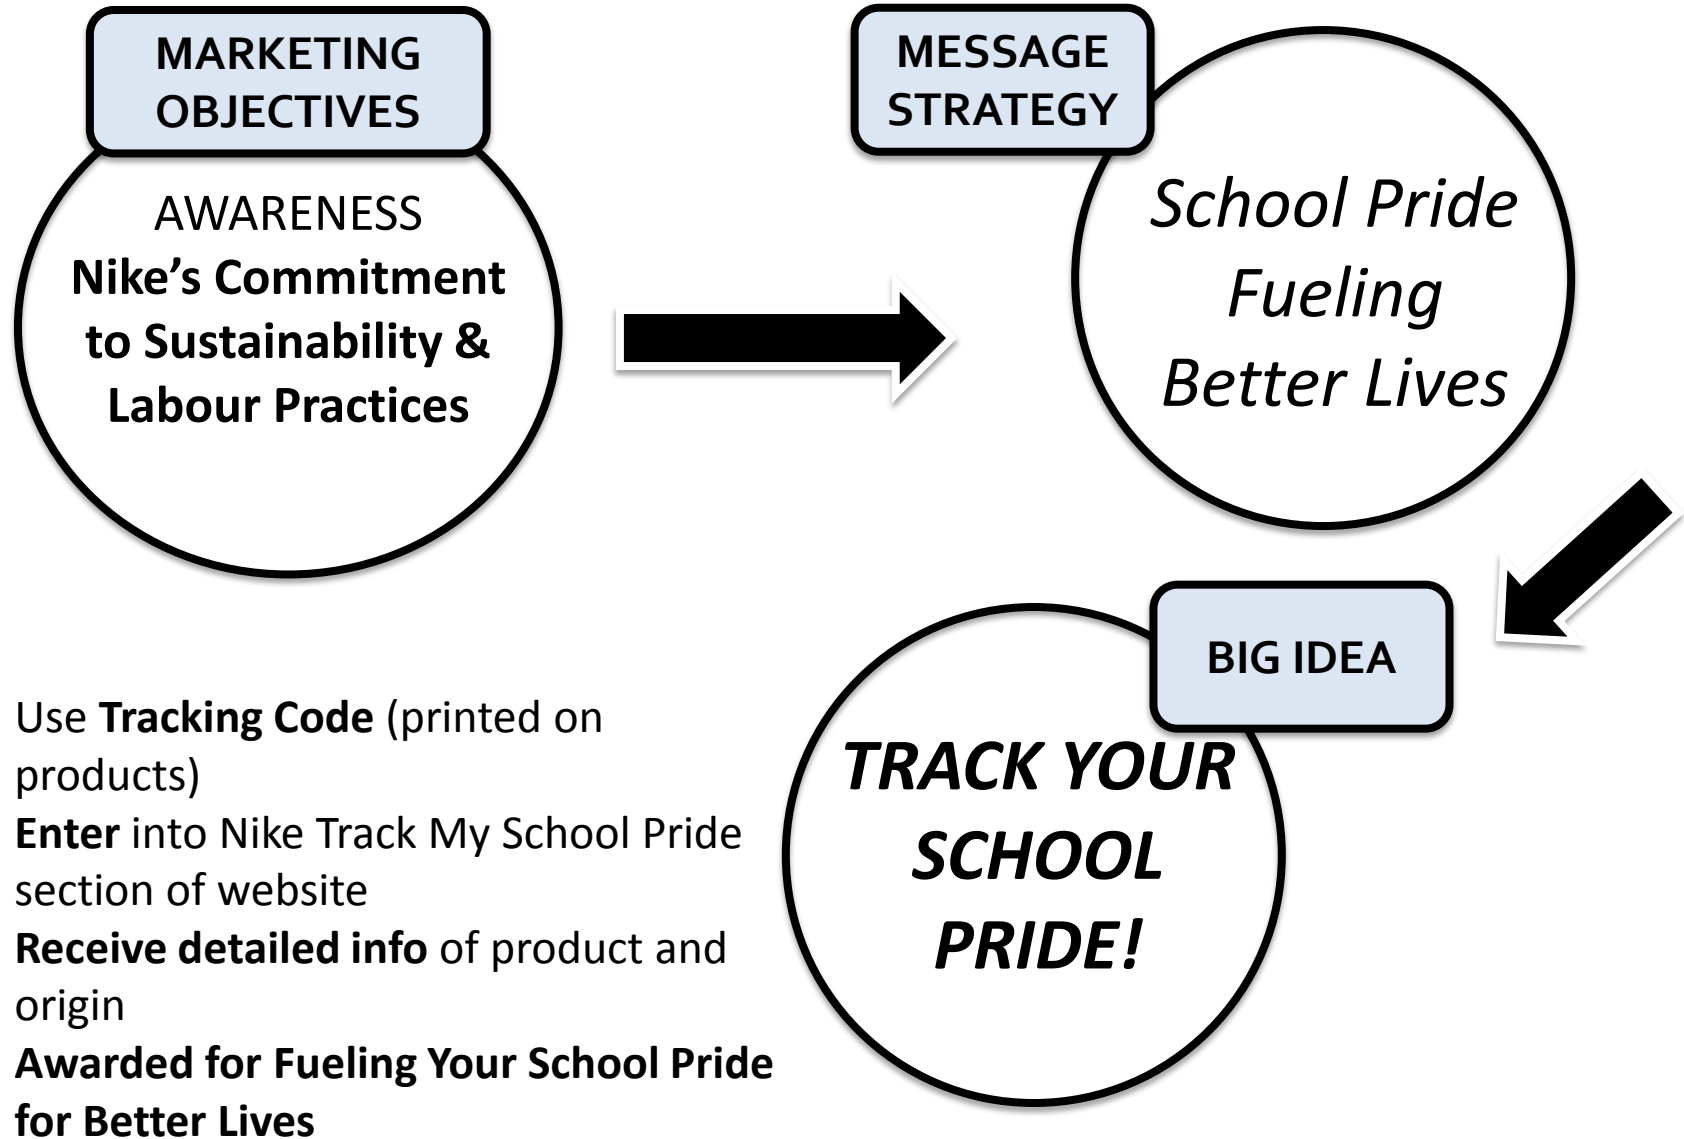 MARKETING
OBJECTIVES
AWARENESS
Nike’s Commitment
to Sustainability &
Labour Practices
MESSAGE
STRATEGY
School Pride
Fueling
Better Lives
BIG IDEA
TRACK YOUR
SCHOOL
PRIDE!
Use Tracking Code (printed on
products)
Enter into Nike Track My School Pride
section of website
Receive detailed info of product and
origin
Awarded for Fueling Your School Pride
for Better Lives